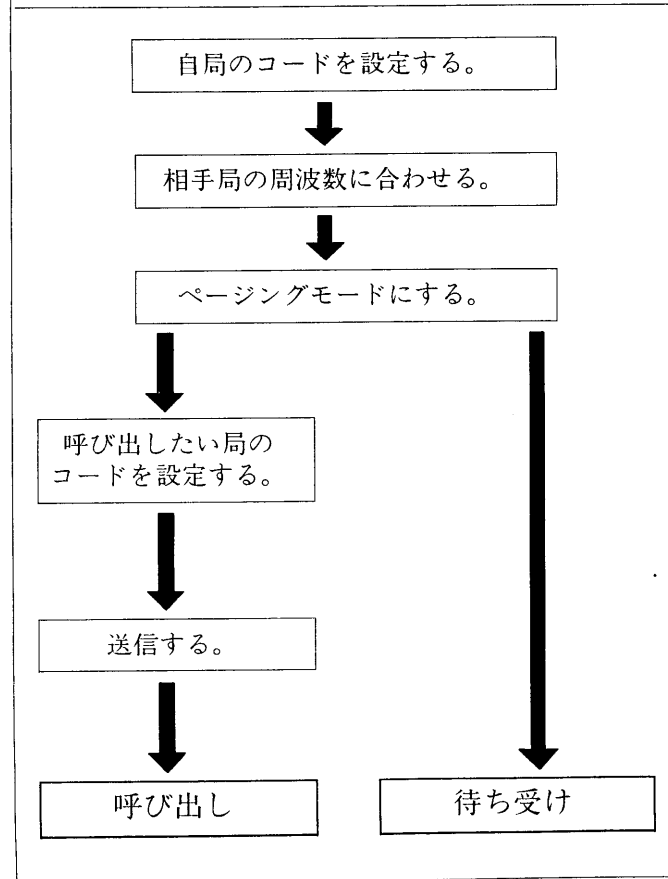 自局のコードを設定する。
相手局の周波数に合わせる。
ページングモードにする。
呼び出したい局の
コードを設定する。
送信する。
呼び出し
待ち受け